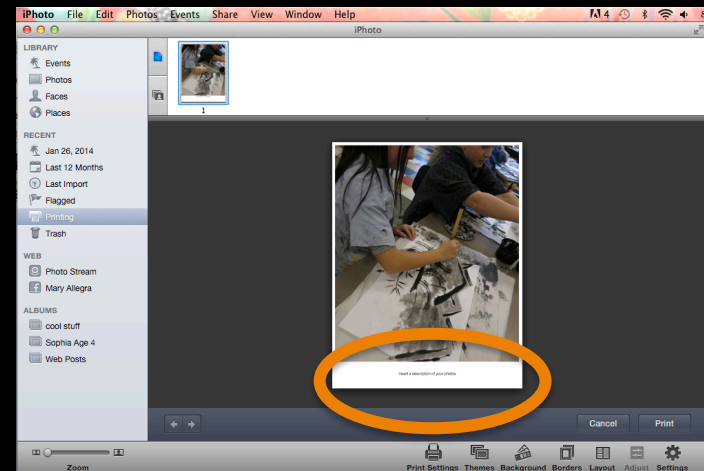 iPhoto File Edit Photos Events Share View Window Help 4
iPhoto
LIBRARY
Events
Photos
Faces
Places
RECENT
Jan 26, 2014
Last 12 Months
Last Import
Flagged
Printing
Trash
WEB
Photo Stream
Mary Allegra
ALBUMS
cool stuff
Sophia Age 4
Web Posts
1
Insert a description of your photos
Cancel Print
Zoom
Print Settings Themes Background Borders Layout Adjust Settings